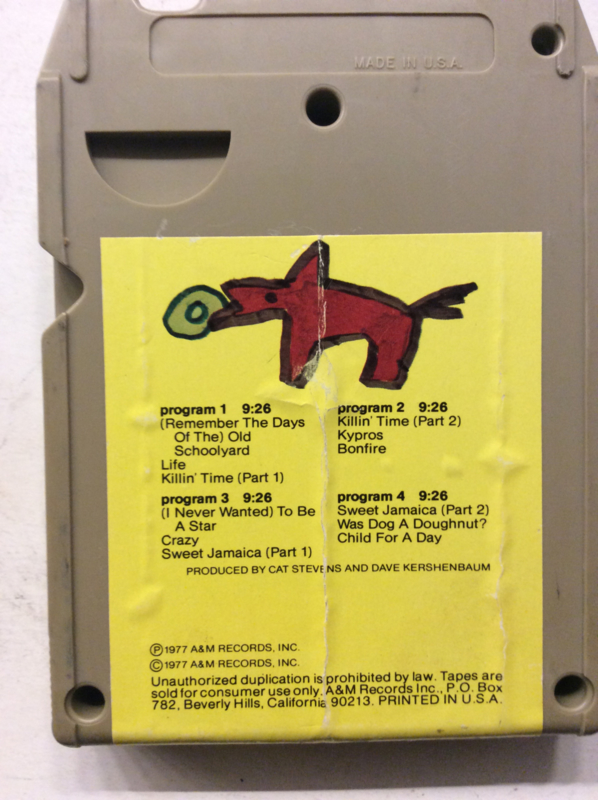 MADE IN U.S.A.
program 1 9:26
(Remember The Days
Of The) Old
Schoolyard
Life
Killin' Time (Part 1)
program 2 9:26
Killin' Time (Part 2)
Kypros
Bonfire
program 3 9:26
(I Never Wanted) To Be
A Star
Crazy
Sweet Jamaica (Part 1)
program 4 9:26
Sweet Jamaica (Part 2)
Was Dog A Doughnut?
Child For A Day
PRODUCED BY CAT STEVENS AND DAVE KERSHENBAUM
Ⓟ1977 A&M RECORDS, INC.
©1977 A&M RECORDS, INC.
Unauthorized duplication is prohibited by law. Tapes are
sold for consumer use only. A&M Records Inc., P.O. Box
782, Beverly Hills, California 90213. PRINTED IN U.S.A.